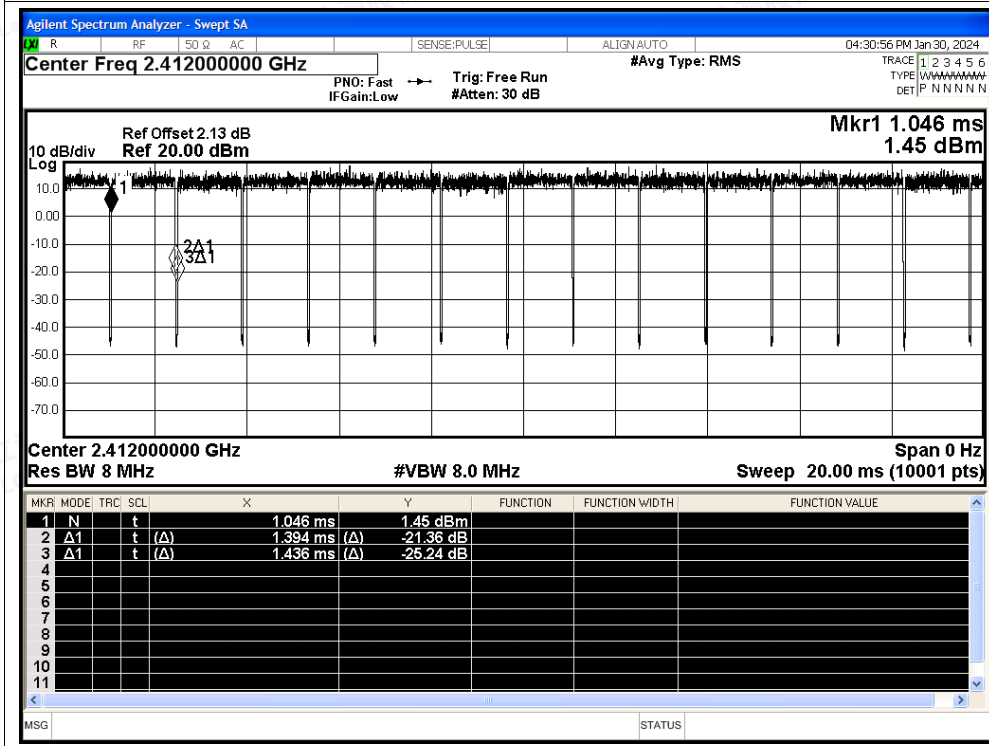 Agilent Spectrum Analyzer - Swept SA
LXI R RF 50 Ω AC SENSE:PULSE ALIGN AUTO 04:30:56 PM Jan 30, 2024
Center Freq 2.412000000 GHz #Avg Type: RMS TRACE 1 2 3 4 5 6
PNO: Fast Trig: Free Run TYPE
IFGain:Low #Atten: 30 dB DET P N N N N N
Mkr1 1.046 ms
Ref Offset 2.13 dB
10 dB/div Ref 20.00 dBm 1.45 dBm
Log
10.0
1
0.00
-10.0
2Δ1
3Δ1
-20.0
-30.0
-40.0
-50.0
-60.0
-70.0
Center 2.412000000 GHz Span 0 Hz
Res BW 8 MHz #VBW 8.0 MHz Sweep 20.00 ms (10001 pts)
MKR MODE TRC SCL X Y FUNCTION FUNCTION WIDTH FUNCTION VALUE
1 N t 1.046 ms 1.45 dBm
2 Δ1 t (Δ) 1.394 ms (Δ) -21.36 dB
3 Δ1 t (Δ) 1.436 ms (Δ) -25.24 dB
4
5
6
7
8
9
10
11
MSG STATUS